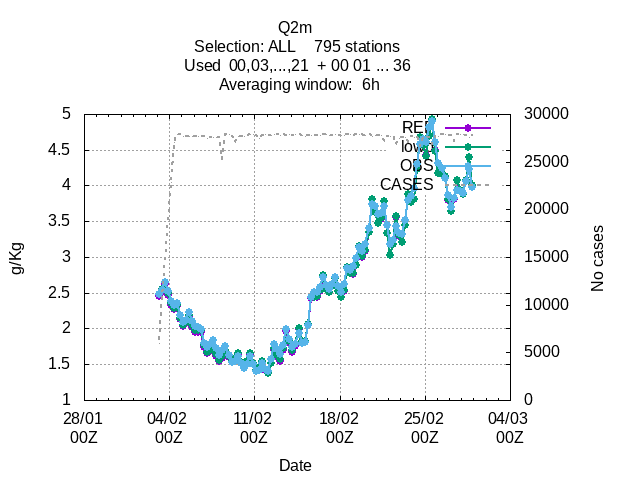 Q2m
Selection: ALL 795 stations
Used 00,03,...,21 + 00 01 ... 36
Averaging window: 6h
5
4.5
4
3.5
3
2.5
2
1.5
1
g/Kg
30000
25000
20000
15000
10000
5000
0
No cases
OBS
CASES
28/01 04/02 11/02 18/02 25/02 04/03
00Z 00Z 00Z 00Z 00Z 00Z
Date